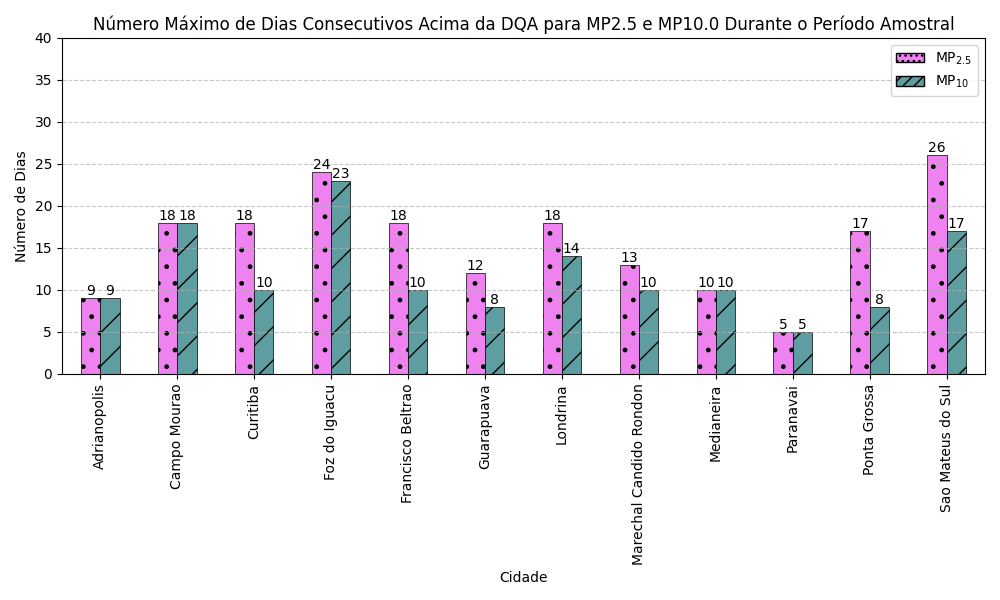 Número Máximo de Dias Consecutivos Acima da DQA para MP2.5 e MP10.0 Durante o Período Amostral
MP2.5
MP10
Número de Dias
40
35
30
25
20
15
10
5
0
9 9
18 18
18 10
24 23
18 10
12 8
18 14
13 10
10 10
5 5
17 8
26 17
Adrianopolis
Campo Mourao
Curitiba
Foz do Iguacu
Francisco Beltrao
Guarapuava
Londrina
Marechal Candido Rondon
Medianeira
Paranavai
Ponta Grossa
Sao Mateus do Sul
Cidade